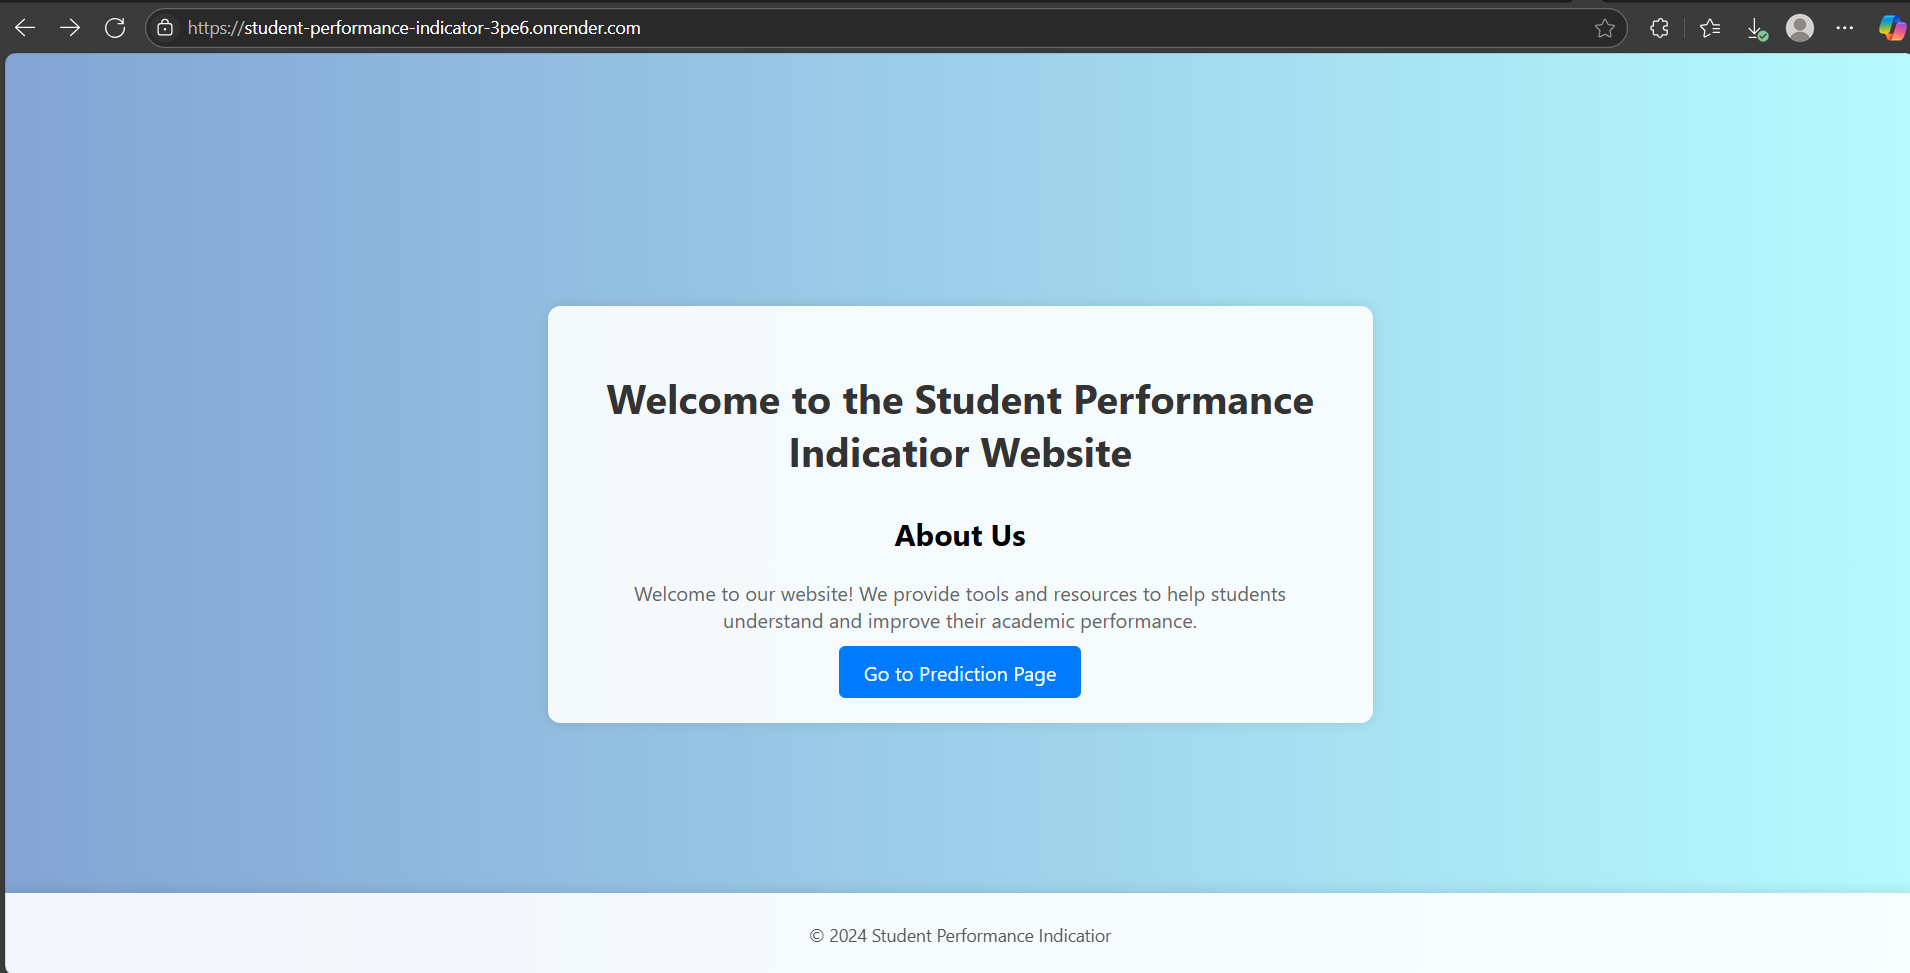 https://student-performance-indicator-3pe6.onrender.com
Welcome to the Student Performance
Indicatior Website
About Us
Welcome to our website! We provide tools and resources to help students
understand and improve their academic performance.
Go to Prediction Page
© 2024 Student Performance Indicatior